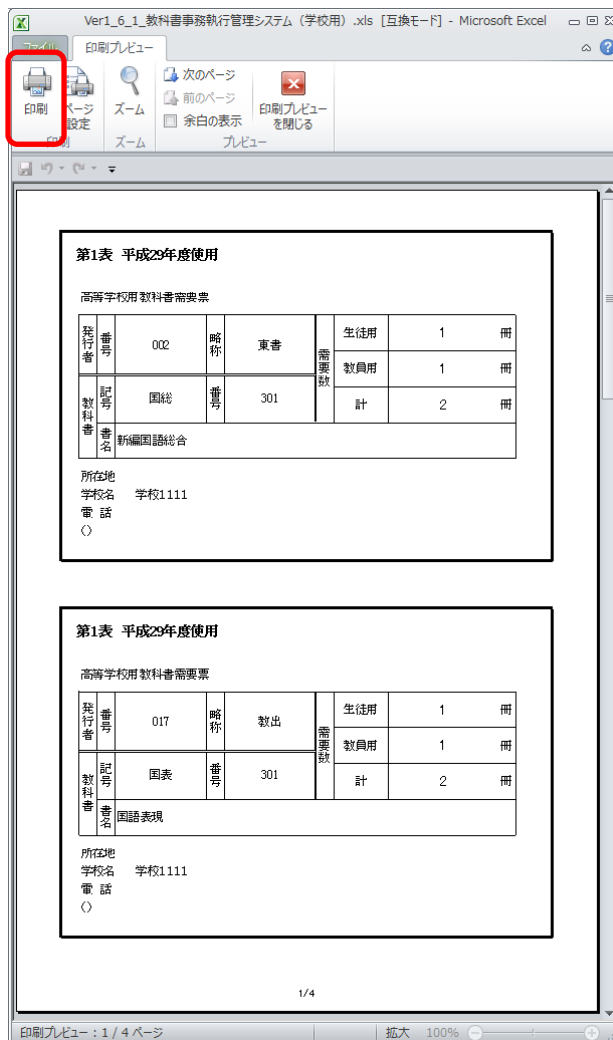 Ver1_6_1_教科書事務執行管理システム（学校用）.xls [互換モード] - Microsoft Excel
ファイル 印刷プレビュー
印刷 ページ設定 ズーム 次のページ 前のページ 余白の表示 印刷プレビューを閉じる
印刷 ズーム プレビュー
第1表 平成29年度使用
高等学校用教科書需要票
発行者 番号 002 略称 東書 需要数 生徒用 1 冊
教員用 1 冊
教科書 記号 国総 番号 301 計 2 冊
書名 新編国語総合
所在地
学校名 学校1111
電 話
()
第1表 平成29年度使用
高等学校用教科書需要票
発行者 番号 017 略称 教出 需要数 生徒用 1 冊
教員用 1 冊
教科書 記号 国表 番号 301 計 2 冊
書名 国語表現
所在地
学校名 学校1111
電 話
()
1/4
印刷プレビュー：1 / 4 ページ 拡大 100%